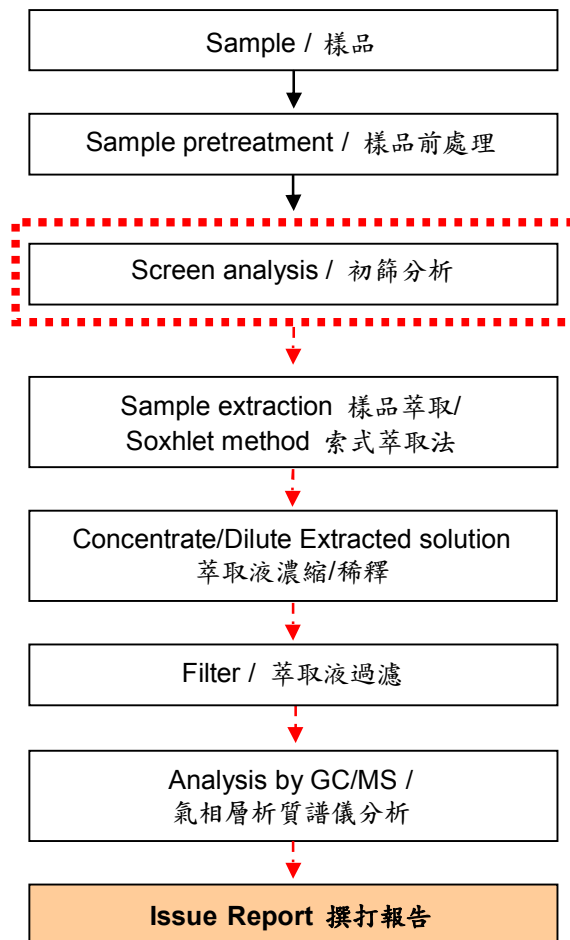 Sample / 樣品
Sample pretreatment / 樣品前處理
Screen analysis / 初篩分析
Sample extraction 樣品萃取/
Soxhlet method 索式萃取法
Concentrate/Dilute Extracted solution
萃取液濃縮/稀釋
Filter / 萃取液過濾
Analysis by GC/MS /
氣相層析質譜儀分析
Issue Report 撰打報告